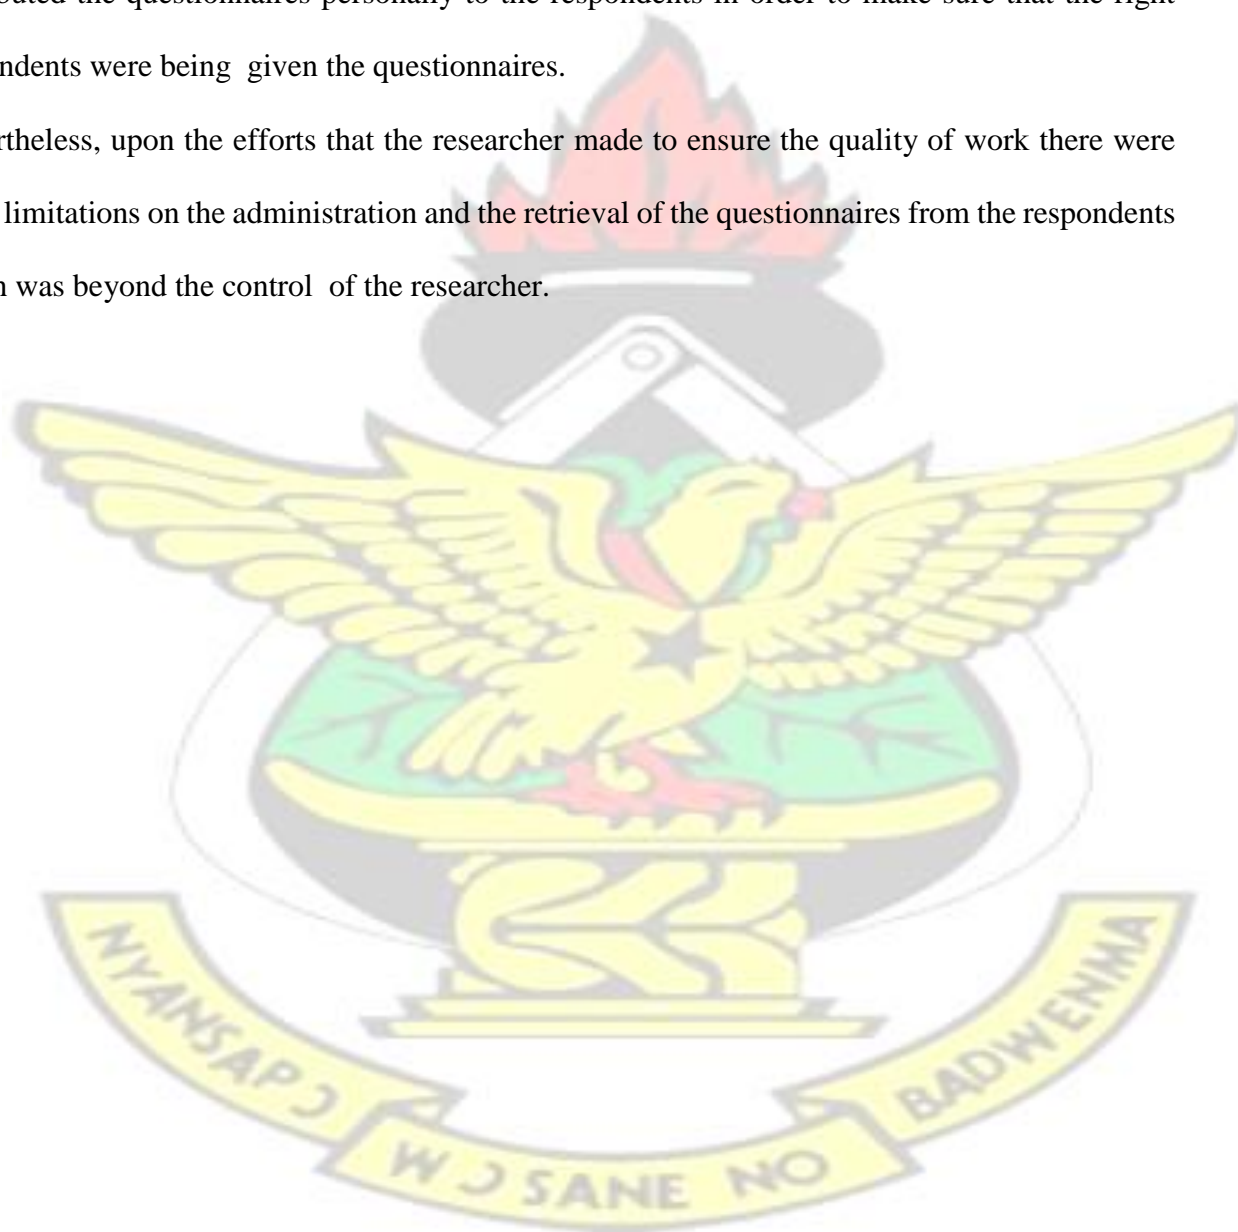 buted the questionnaires personally to the respondents in order to make sure that the right
ndents were being given the questionnaires.
rtheless, upon the efforts that the researcher made to ensure the quality of work there were
limitations on the administration and the retrieval of the questionnaires from the respondents
was beyond the control of the researcher.
NYANSAPƆ
WƆSANE NO
BADWENMA